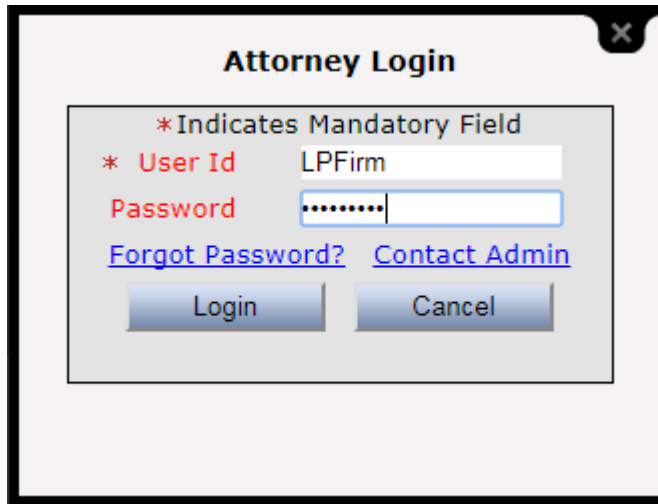 Attorney Login
*Indicates Mandatory Field
* User Id LPFirm
Password •••••••••
Forgot Password? Contact Admin
Login Cancel